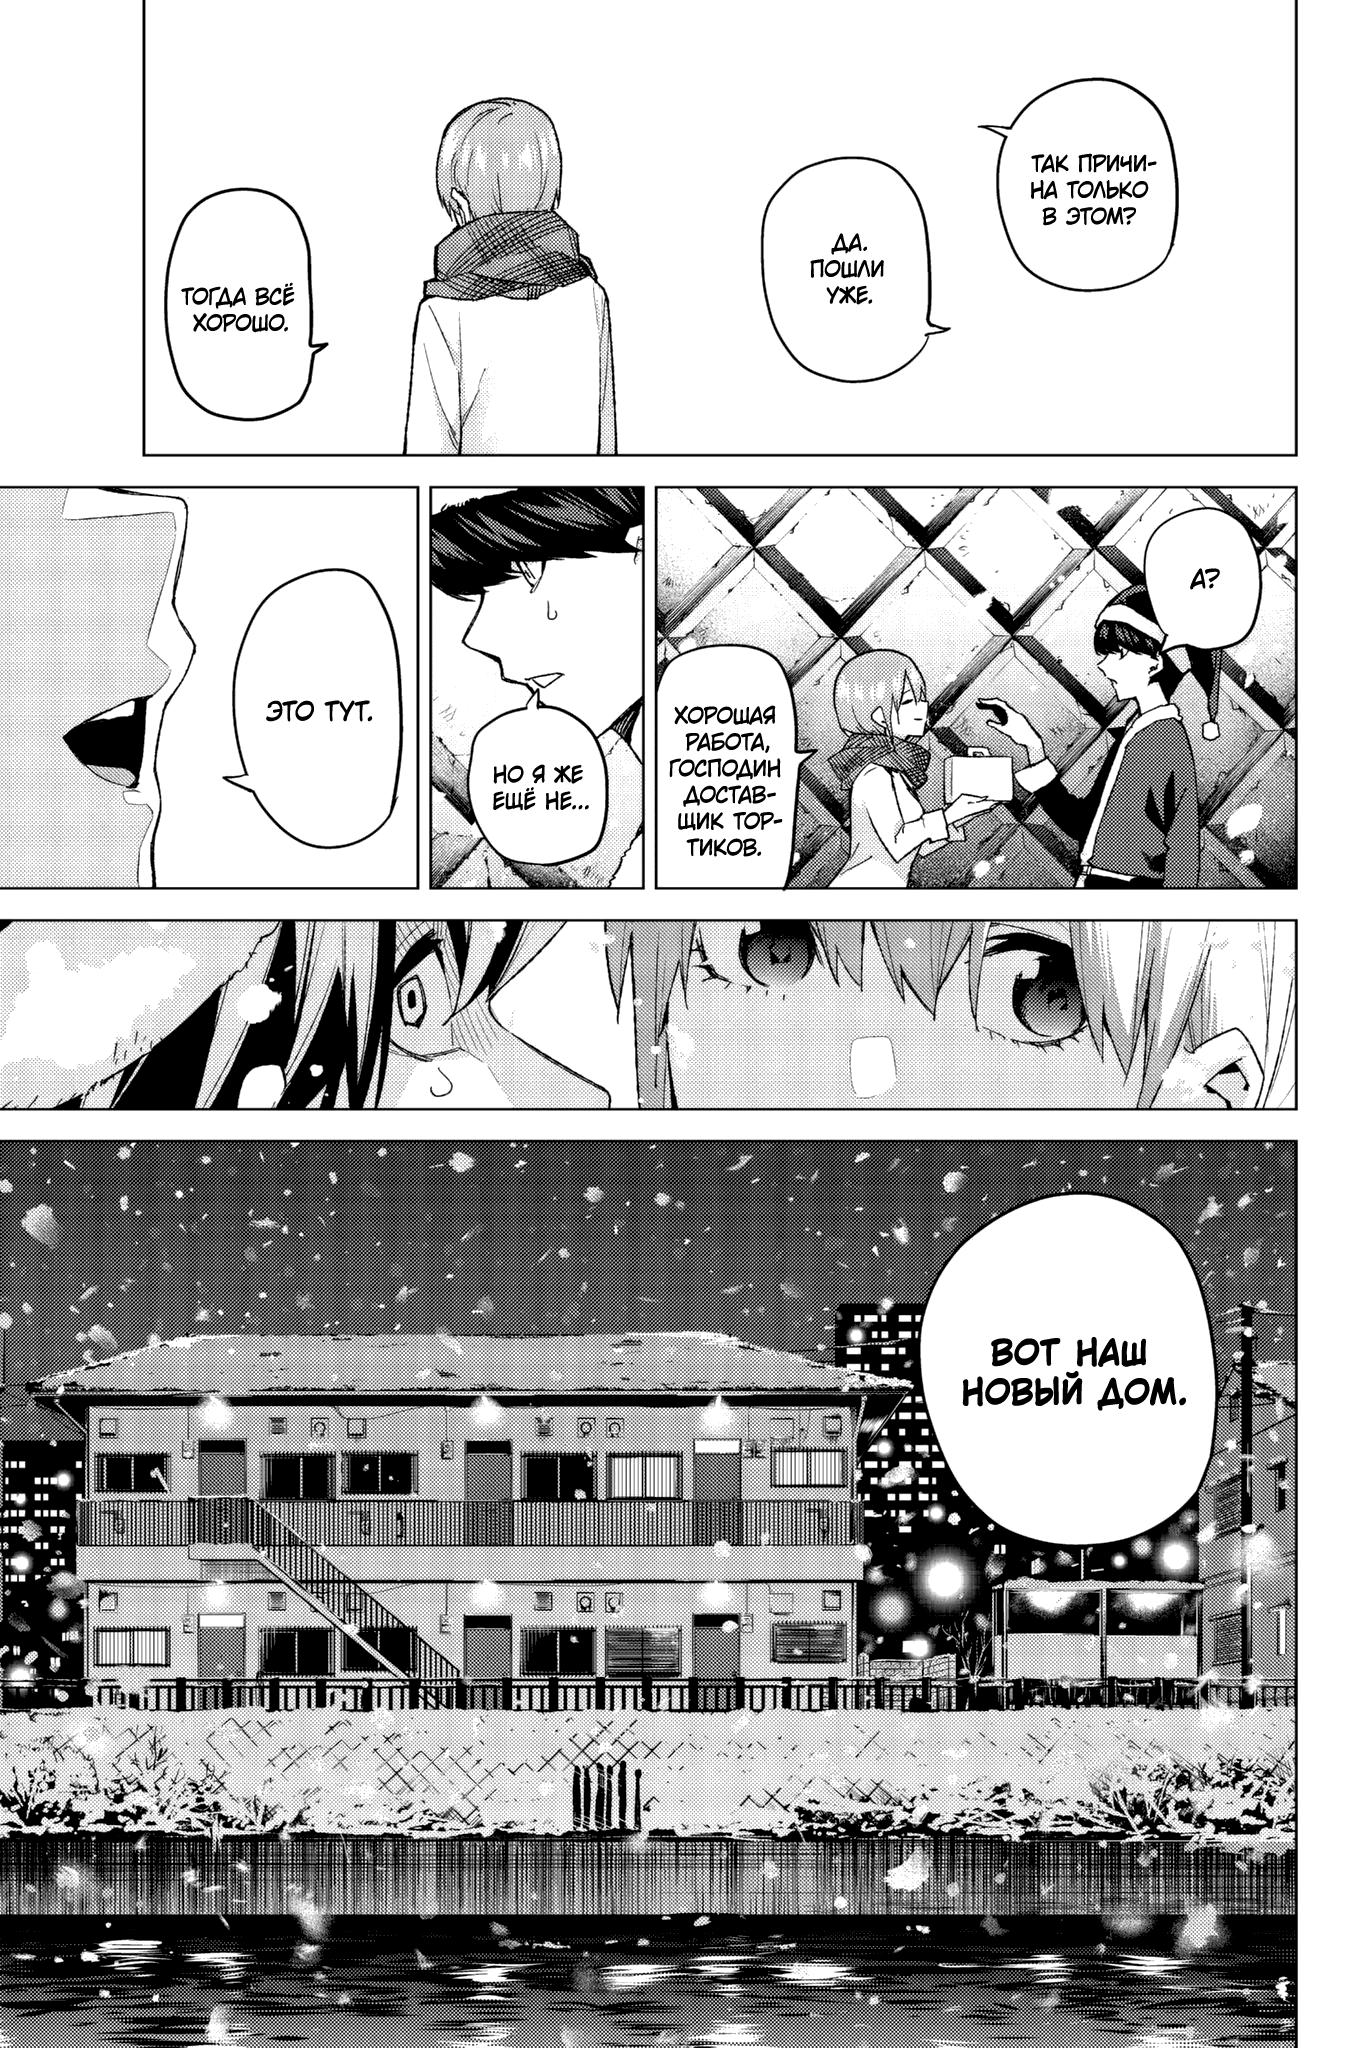 ТАК ПРИЧИ-
НА ТОЛЬКО
В ЭТОМ?
ДА.
ПОШЛИ
УЖЕ.
ТОГДА ВСЁ
ХОРОШО.
А?
ХОРОШАЯ
РАБОТА,
ГОСПОДИН
ДОСТАВ-
ЩИК ТОР-
ТИКОВ.
НО Я ЖЕ
ЕЩЁ НЕ...
ЭТО ТУТ.
ВОТ НАШ
НОВЫЙ ДОМ.